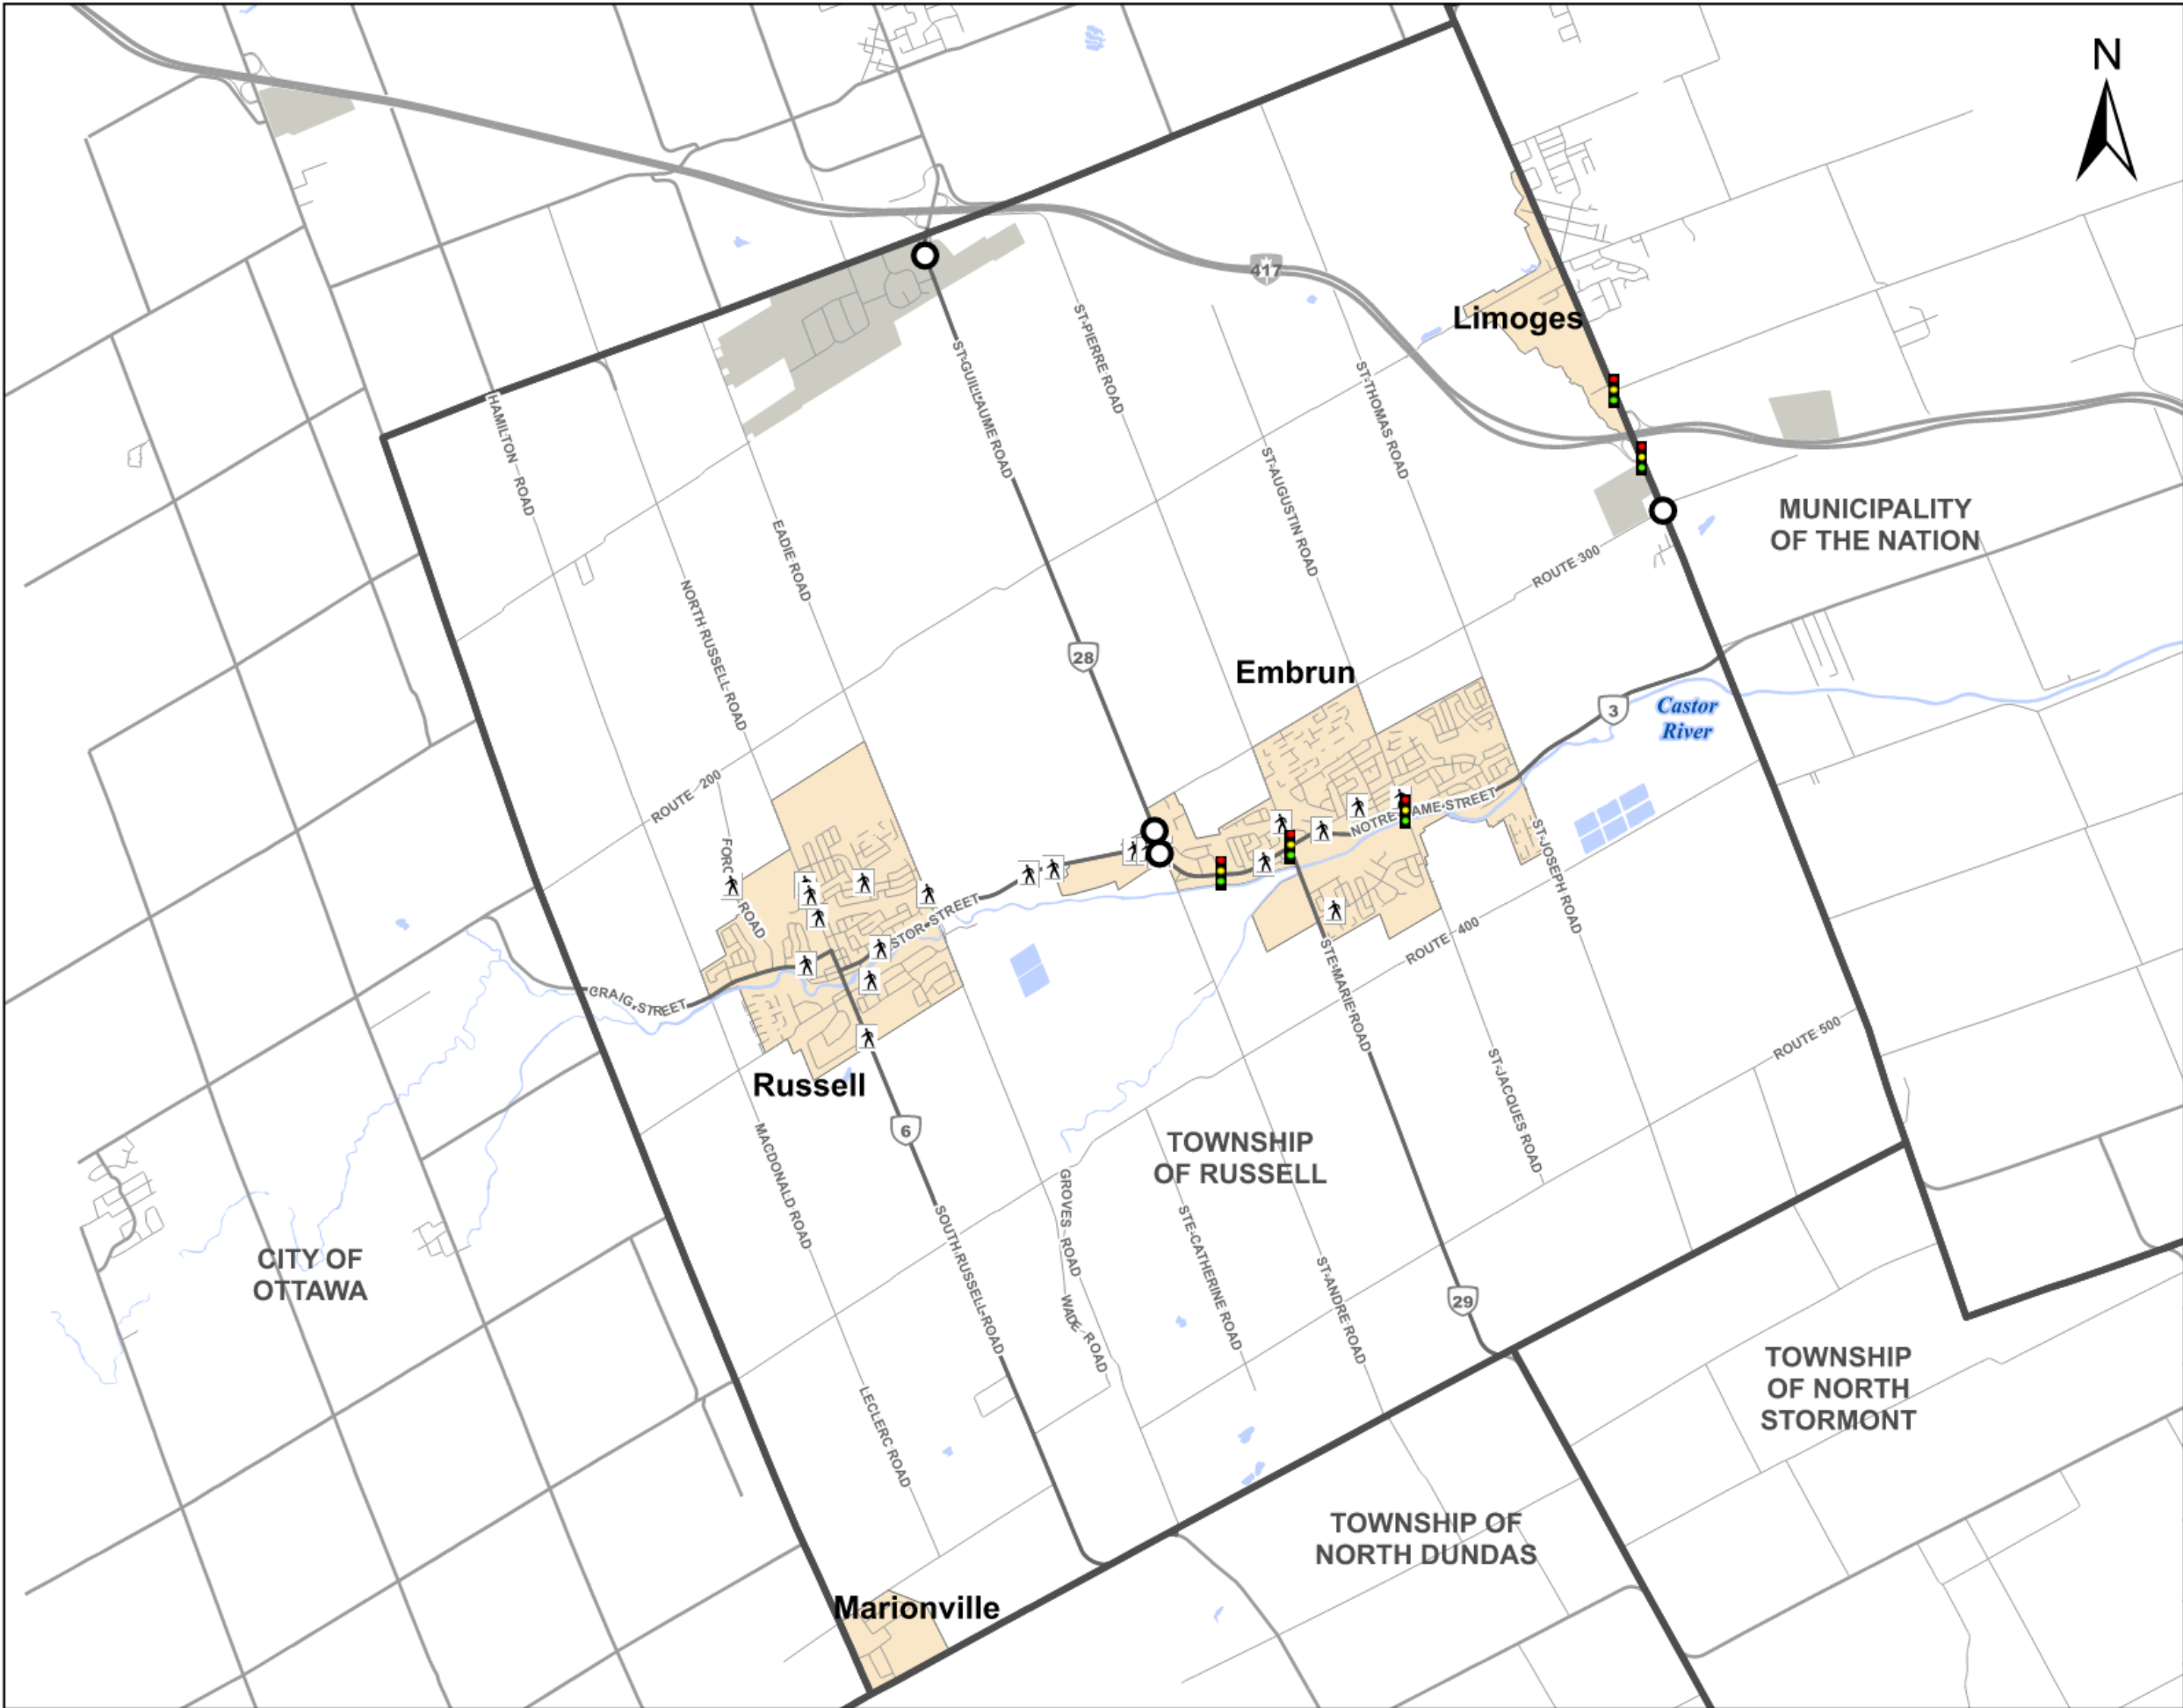 N
417
Limoges
HAMILTON ROAD
ST-GUILLAUME ROAD
ST-PIERRE ROAD
ST-THOMAS ROAD
ST-AUGUSTIN ROAD
EADIE ROAD
NORTH RUSSELL ROAD
MUNICIPALITY
OF THE NATION
ROUTE 300
28
Embrun
3
Castor
River
ROUTE 200
ROAD
NOTRE
AME STREET
ST-JOSEPH ROAD
STOR STREET
ROUTE 400
CRAIG STREET
STE-MARIE ROAD
ROUTE 500
Russell
6
MACDONALD ROAD
TOWNSHIP
OF RUSSELL
ST-JACQUES ROAD
GROVES ROAD
SOUTH RUSSELL ROAD
STE-CATHERINE ROAD
CITY OF
OTTAWA
ST-ANDRE ROAD
WADE ROAD
29
LECLERC ROAD
TOWNSHIP
OF NORTH
STORMONT
TOWNSHIP OF
NORTH DUNDAS
Marionville